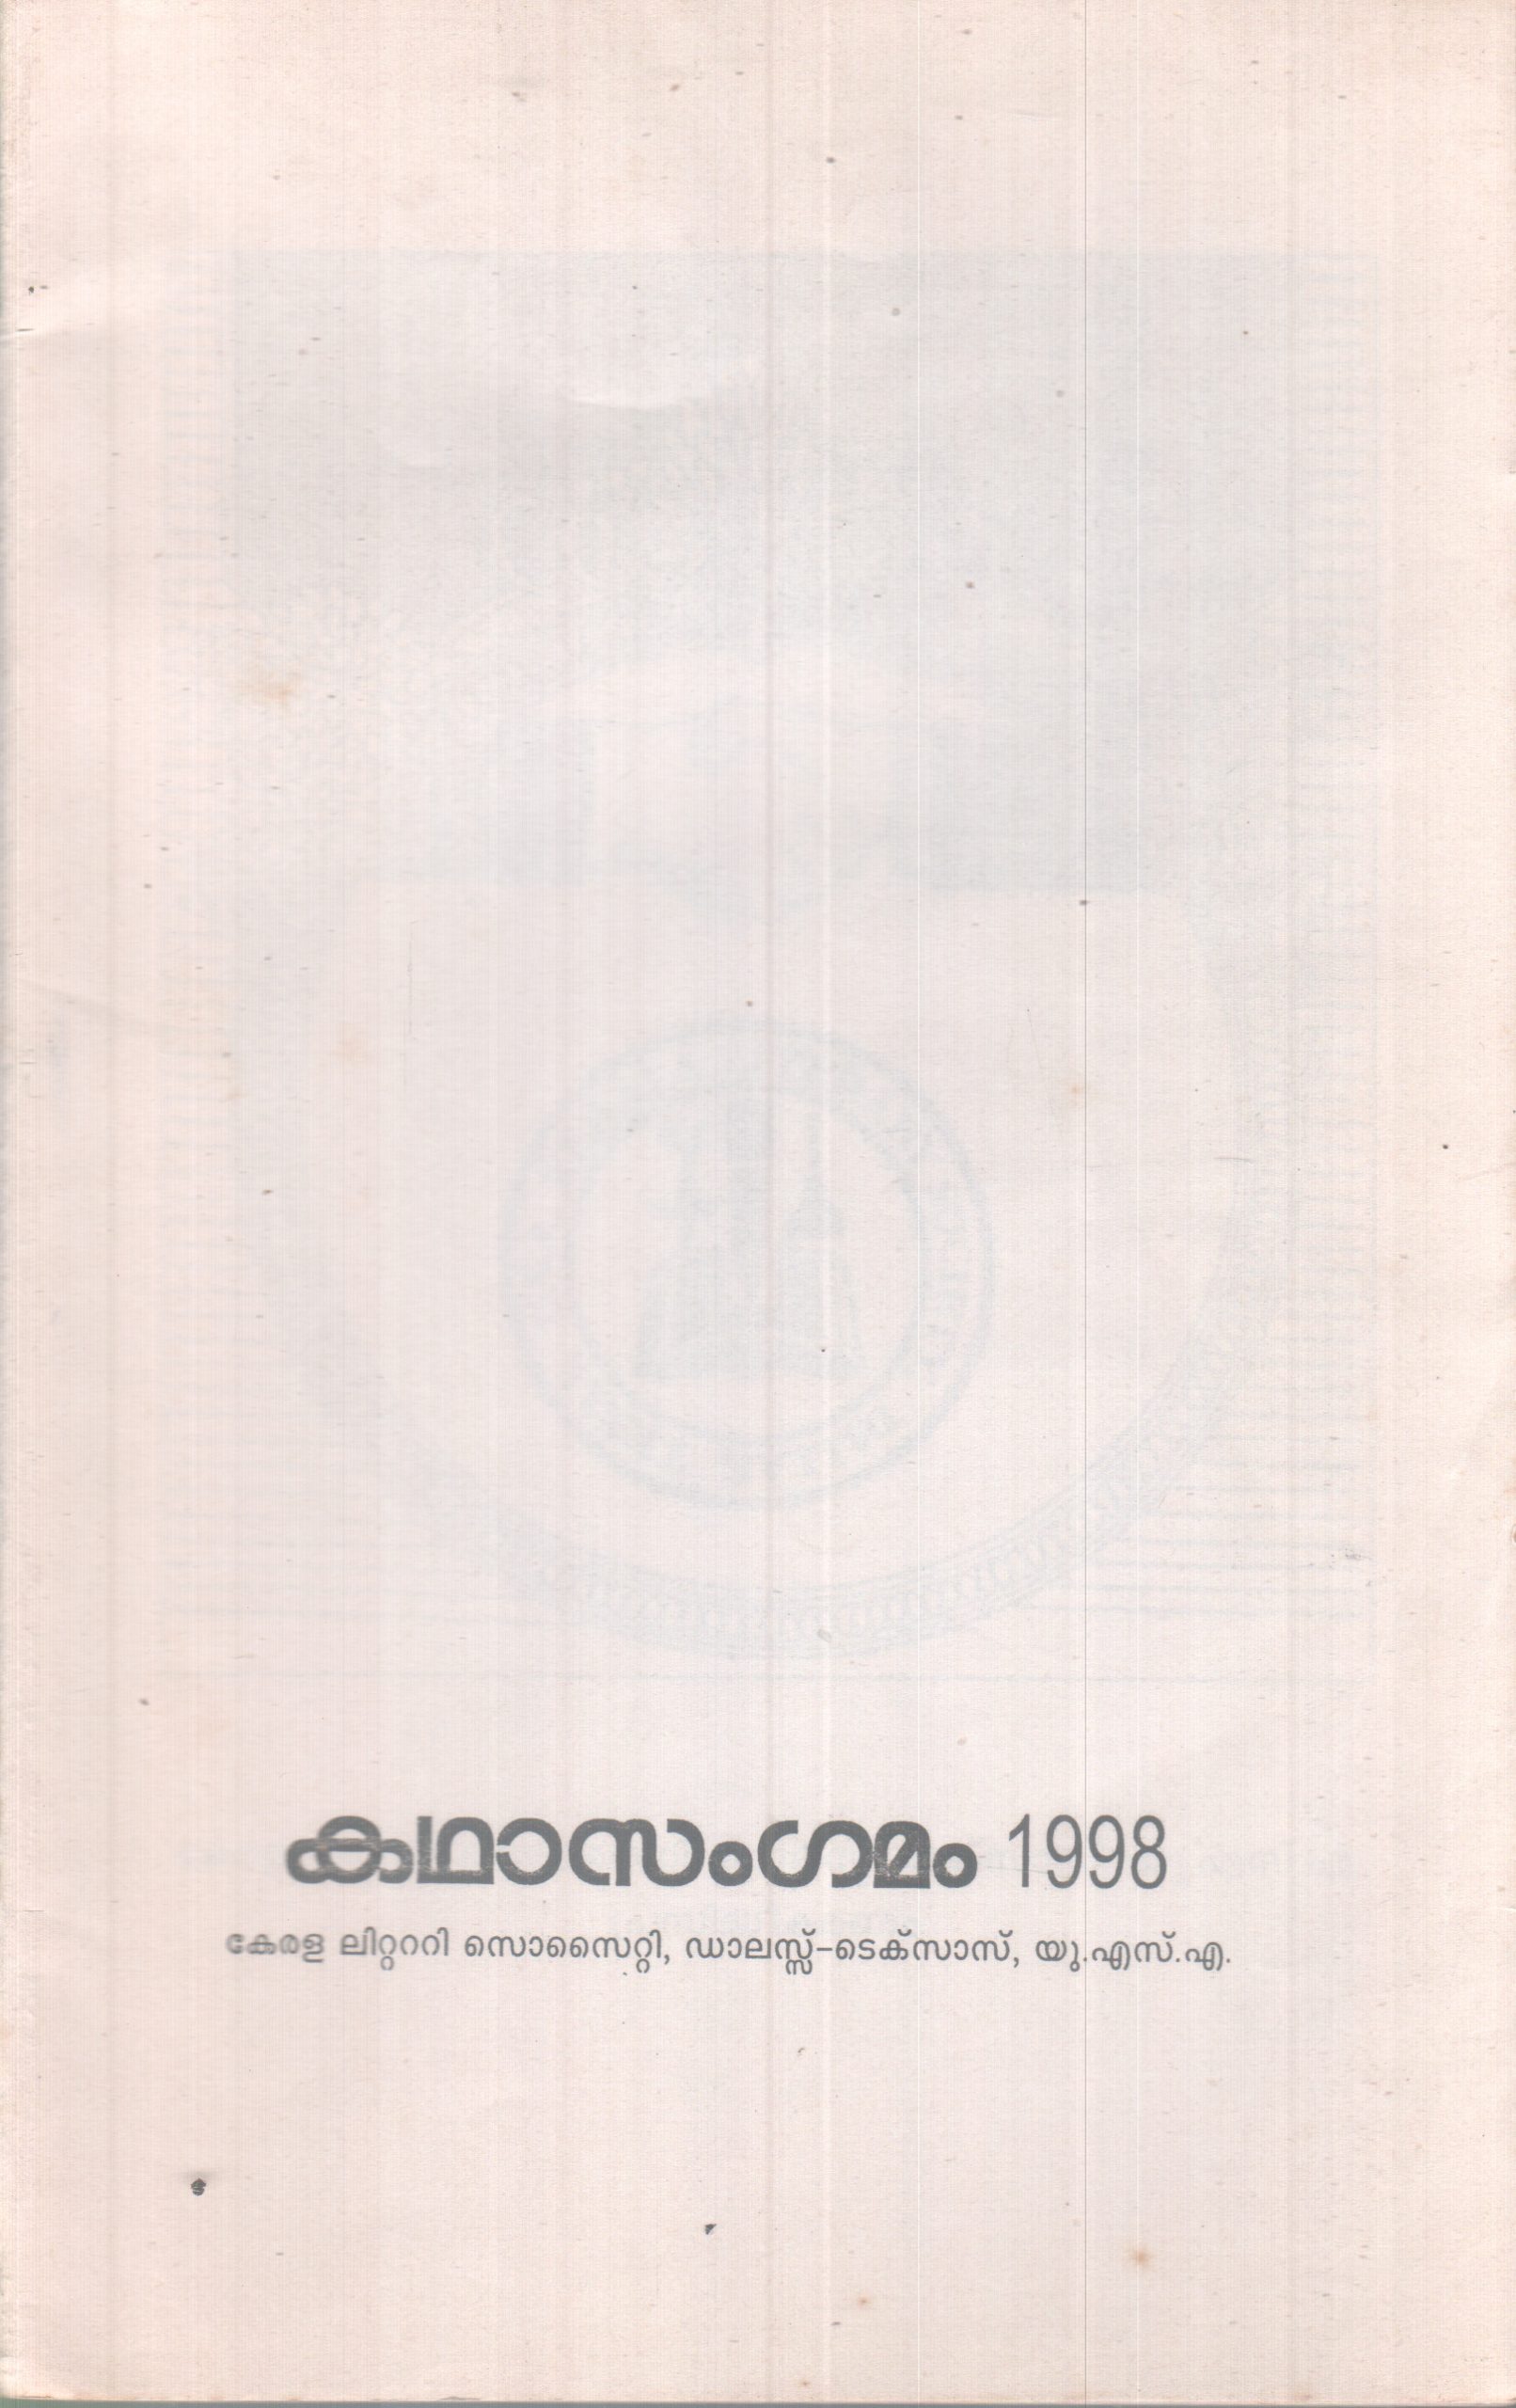 കഥാസംഗമം 1998
കേരള ലിറ്റററി സൊസൈറ്റി, ഡാലസ്സ്-ടെക്സാസ്, യു.എസ്.എ.